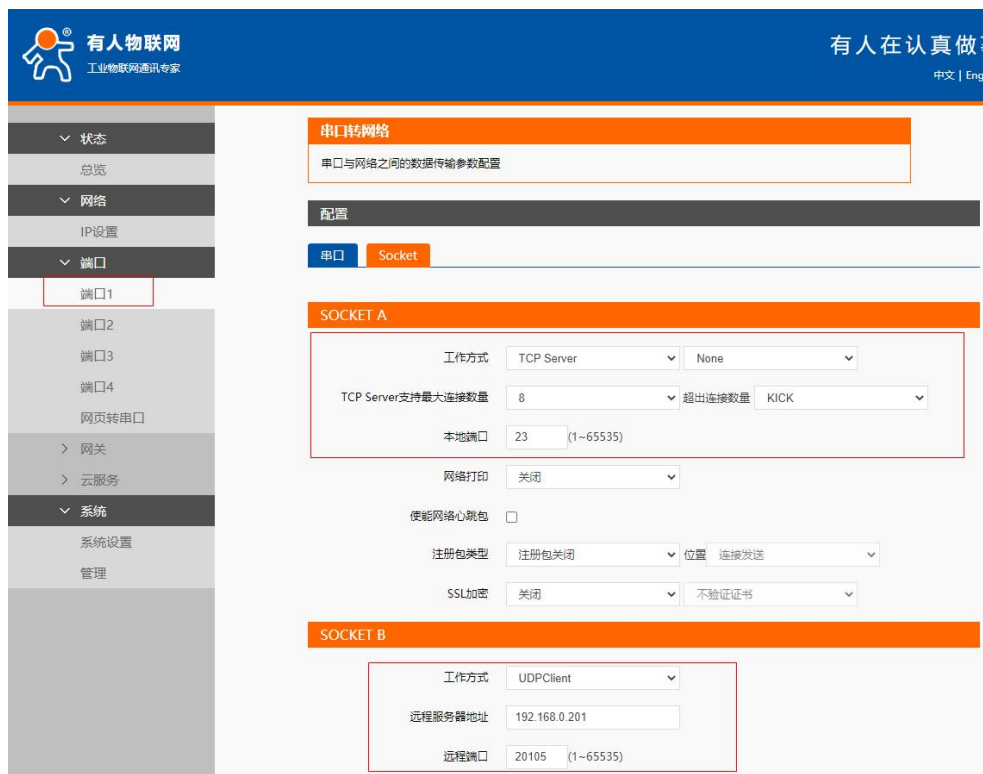 有人物联网
工业物联网通讯专家
有人在认真做
中文 | Eng
状态
总览
网络
IP设置
端口
端口1
端口2
端口3
端口4
网页转串口
网关
云服务
系统
系统设置
管理
串口转网络
串口与网络之间的数据传输参数配置
配置
串口 Socket
SOCKET A
工作方式 TCP Server None
TCP Server支持最大连接数量 8 超出连接数量 KICK
本地端口 23 (1~65535)
网络打印 关闭
使能网络心跳包
注册包类型 注册包关闭 位置 连接发送
SSL加密 关闭 不验证证书
SOCKET B
工作方式 UDPClient
远程服务器地址 192.168.0.201
远程端口 20105 (1~65535)